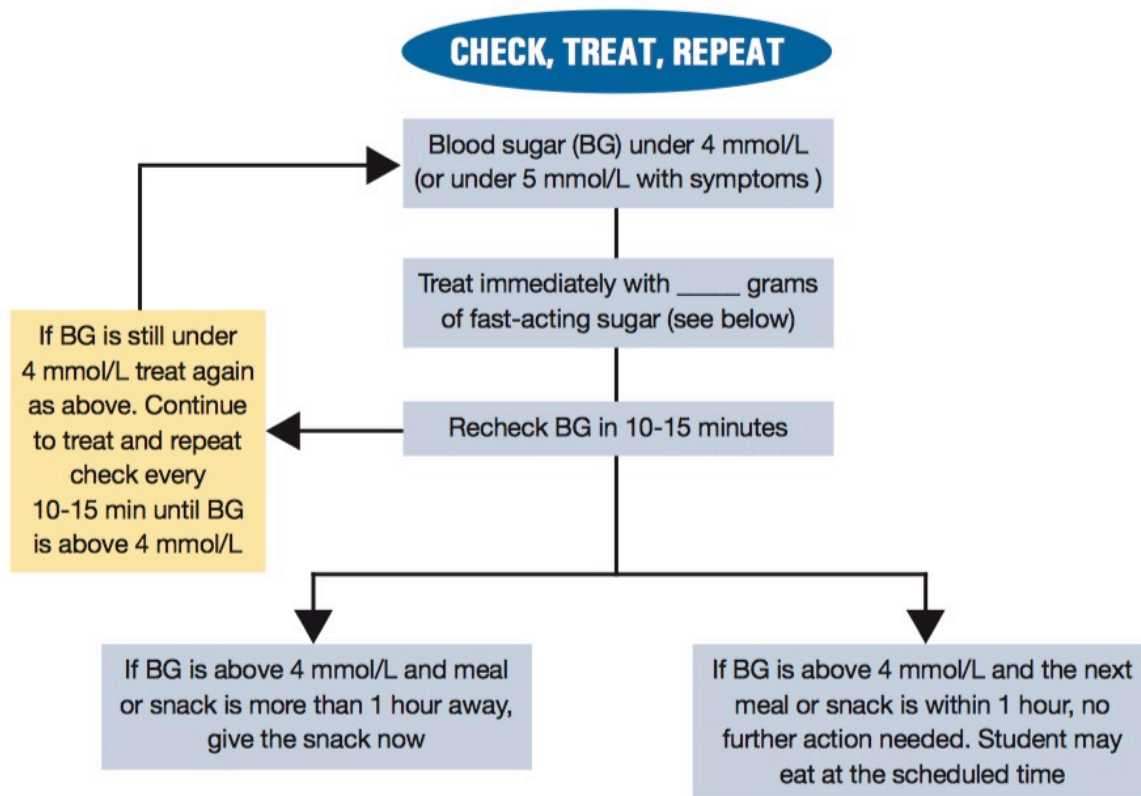 CHECK, TREAT, REPEAT
Blood sugar (BG) under 4 mmol/L
(or under 5 mmol/L with symptoms )
Treat immediately with _____ grams
of fast-acting sugar (see below)
Recheck BG in 10-15 minutes
If BG is still under
4 mmol/L treat again
as above. Continue
to treat and repeat
check every
10-15 min until BG
is above 4 mmol/L
If BG is above 4 mmol/L and meal
or snack is more than 1 hour away,
give the snack now
If BG is above 4 mmol/L and the next
meal or snack is within 1 hour, no
further action needed. Student may
eat at the scheduled time